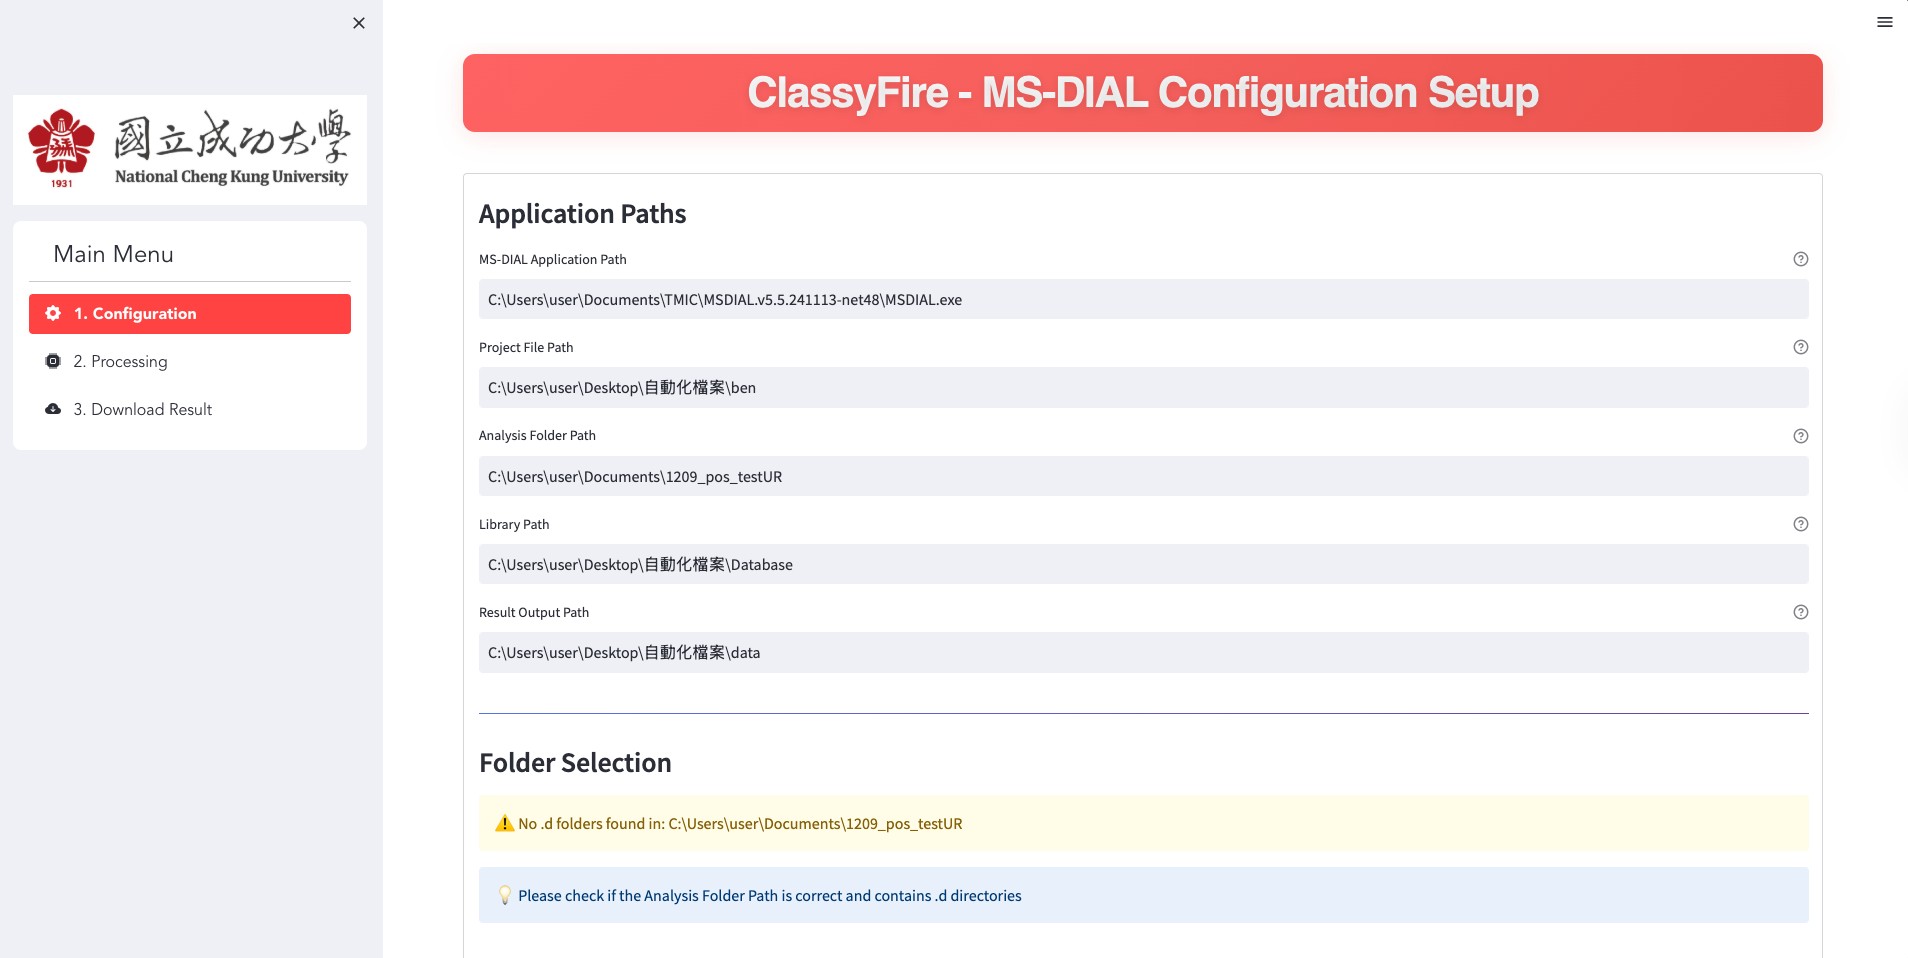 國立成功大學
National Cheng Kung University
1931
Main Menu
1. Configuration
2. Processing
3. Download Result
ClassyFire - MS-DIAL Configuration Setup
Application Paths
MS-DIAL Application Path
C:\Users\user\Documents\TMIC\MSDIAL.v5.5.241113-net48\MSDIAL.exe
Project File Path
C:\Users\user\Desktop\自動化檔案\ben
Analysis Folder Path
C:\Users\user\Documents\1209_pos_testUR
Library Path
C:\Users\user\Desktop\自動化檔案\Database
Result Output Path
C:\Users\user\Desktop\自動化檔案\data
Folder Selection
No .d folders found in: C:\Users\user\Documents\1209_pos_testUR
Please check if the Analysis Folder Path is correct and contains .d directories